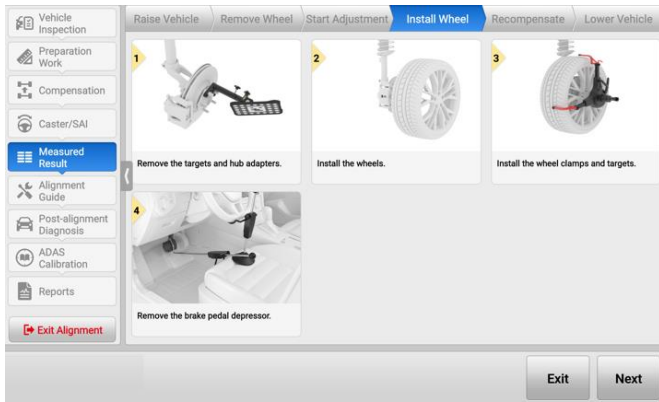 Vehicle
Inspection
Preparation
Work
Compensation
Caster/SAI
Measured
Result
Alignment
Guide
Post-alignment
Diagnosis
ADAS
Calibration
Reports
Exit Alignment
Raise Vehicle
Remove Wheel
Start Adjustment
Install Wheel
Recompensate
Lower Vehicle
1
Remove the targets and hub adapters.
2
Install the wheels.
3
Install the wheel clamps and targets.
4
Remove the brake pedal depressor.
Exit
Next